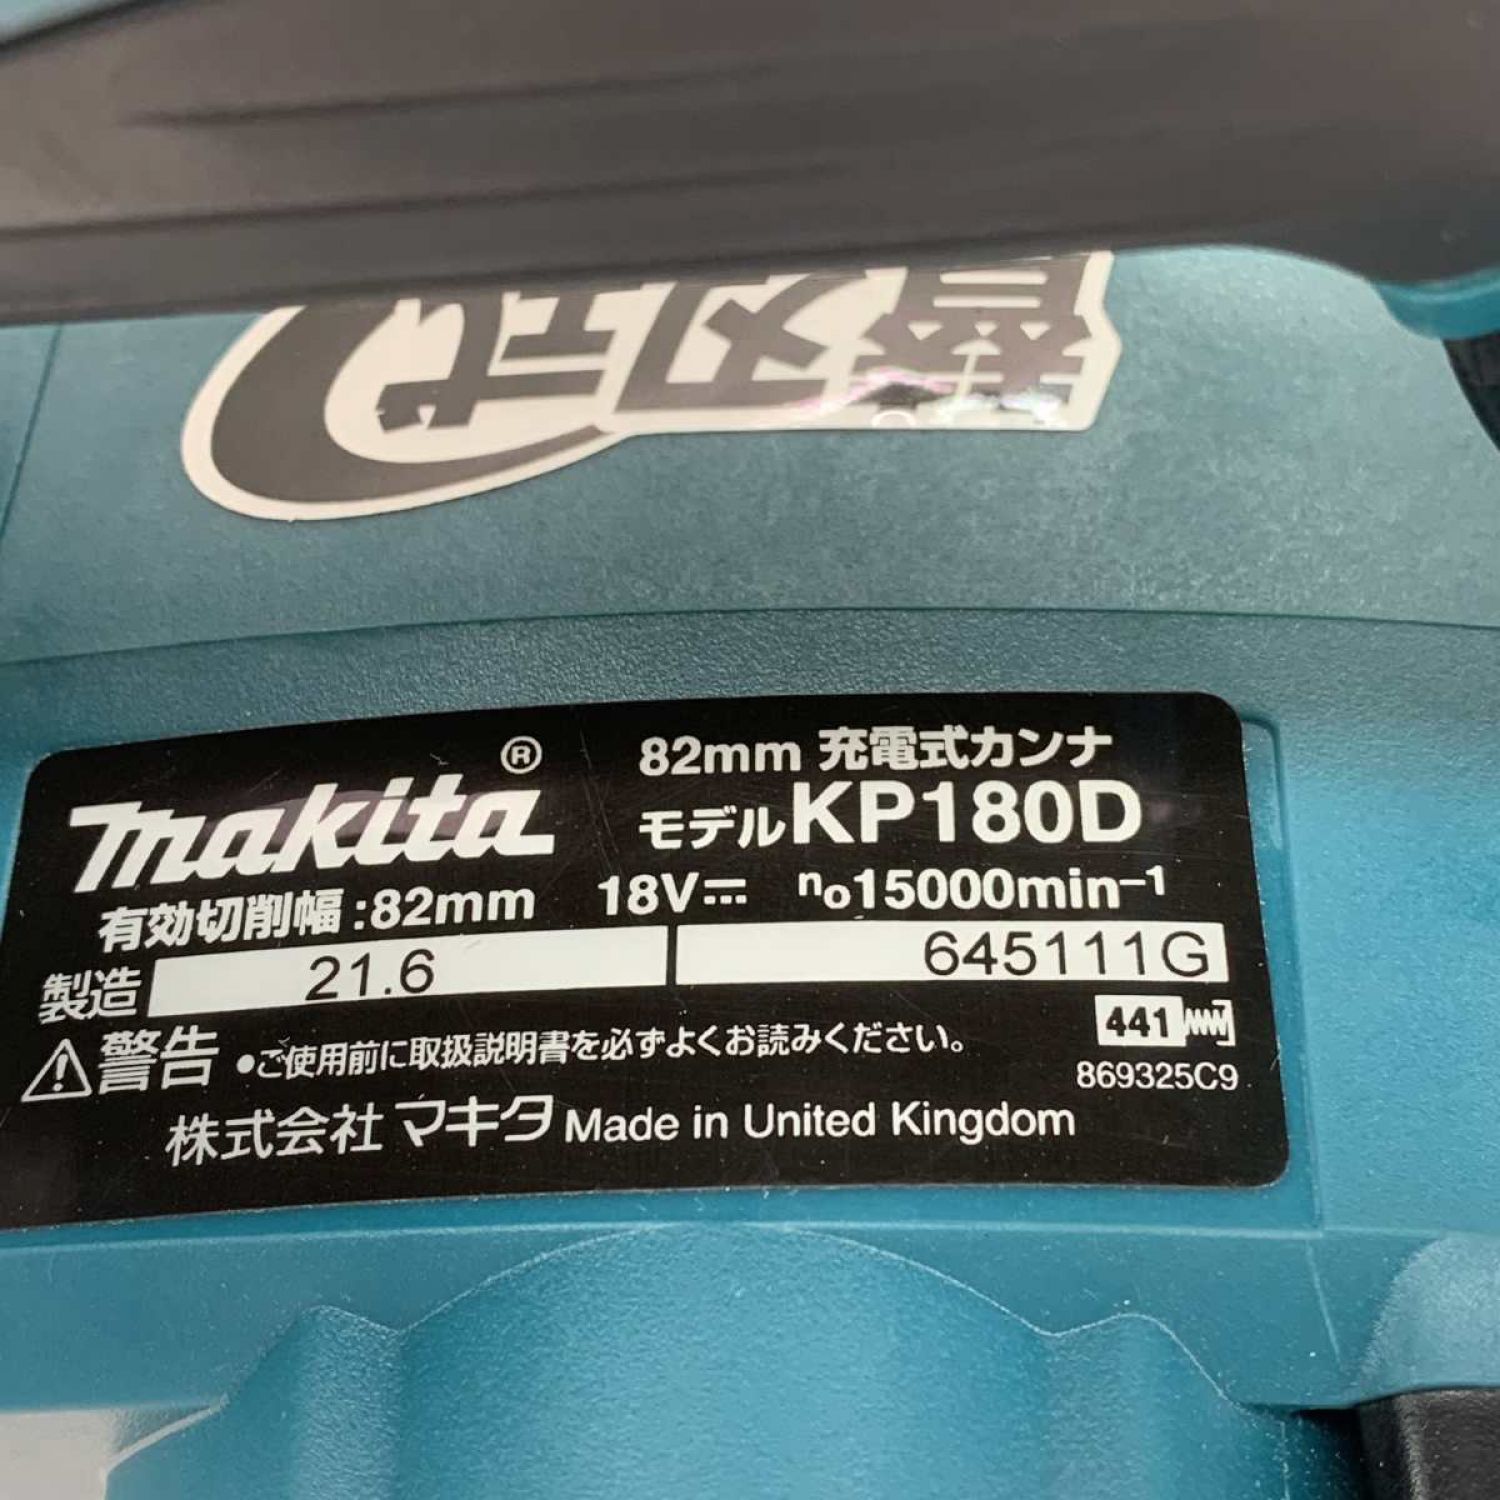 替刃式
makita®
82mm 充電式カンナ
モデルKP180D
有効切削幅:82mm 18V⎓ no15000min-1
製造 21.6 645111G
441
⚠警告 •ご使用前に取扱説明書を必ずよくお読みください。
869325C9
株式会社マキタ Made in United Kingdom